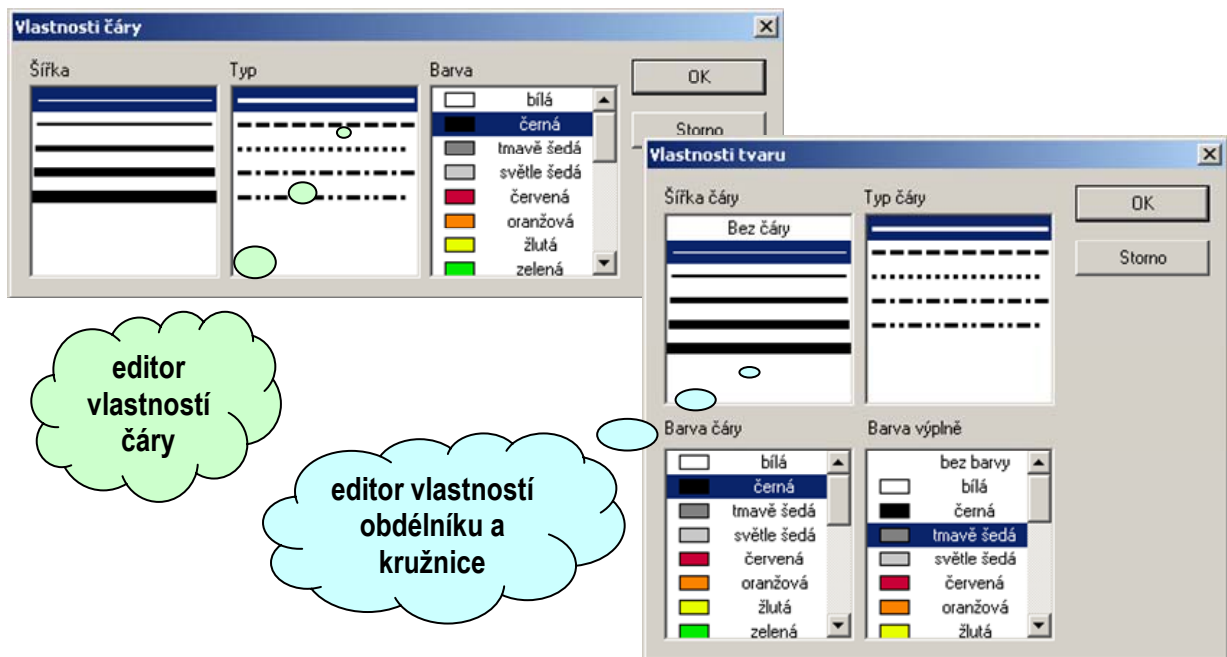 Vlastnosti čáry
Šířka
Typ
Barva
bílá
černá
tmavě šedá
světle šedá
červená
oranžová
žlutá
zelená
OK
Storno
Vlastnosti tvaru
Šířka čáry
Typ čáry
Bez čáry
OK
Storno
Barva čáry
Barva výplně
bílá
černá
tmavě šedá
světle šedá
červená
oranžová
žlutá
zelená
bez barvy
bílá
černá
tmavě šedá
světle šedá
červená
oranžová
žlutá
editor
vlastností
čáry
editor vlastností
obdélníku a
kružnice